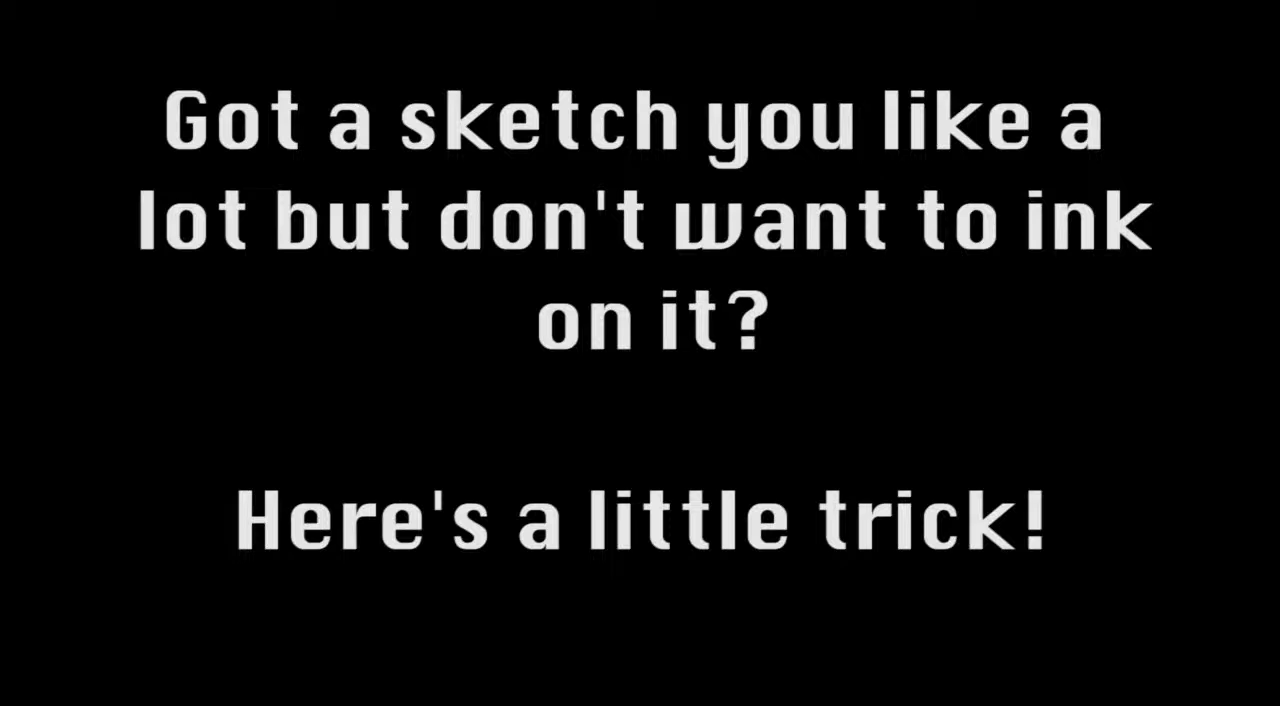 Got a sketch you like a
lot but don't want to ink
on it?
Here's a little trick!